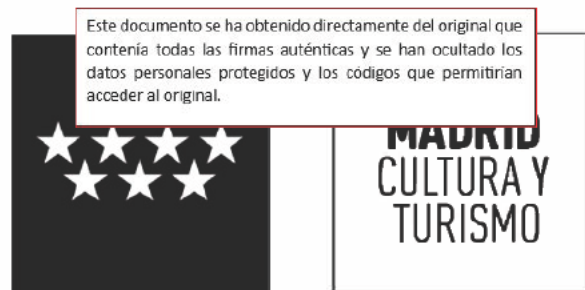 Este documento se ha obtenido directamente del original que
contenía todas las firmas auténticas y se han ocultado los
datos personales protegidos y los códigos que permitirían
acceder al original.
MADRID
CULTURA Y
TURISMO